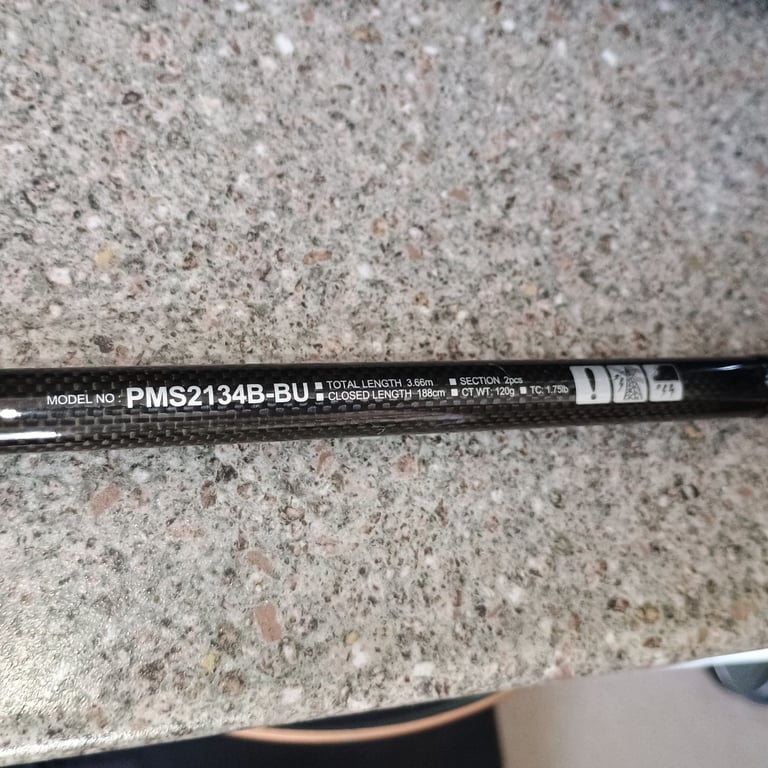 MODEL NO : PMS2134B-BU
TOTAL LENGTH 3.66m ■ SECTION 2pcs
CLOSED LENGTH 188cm ■ CT WT: 120g ■ TC: 1.75lb